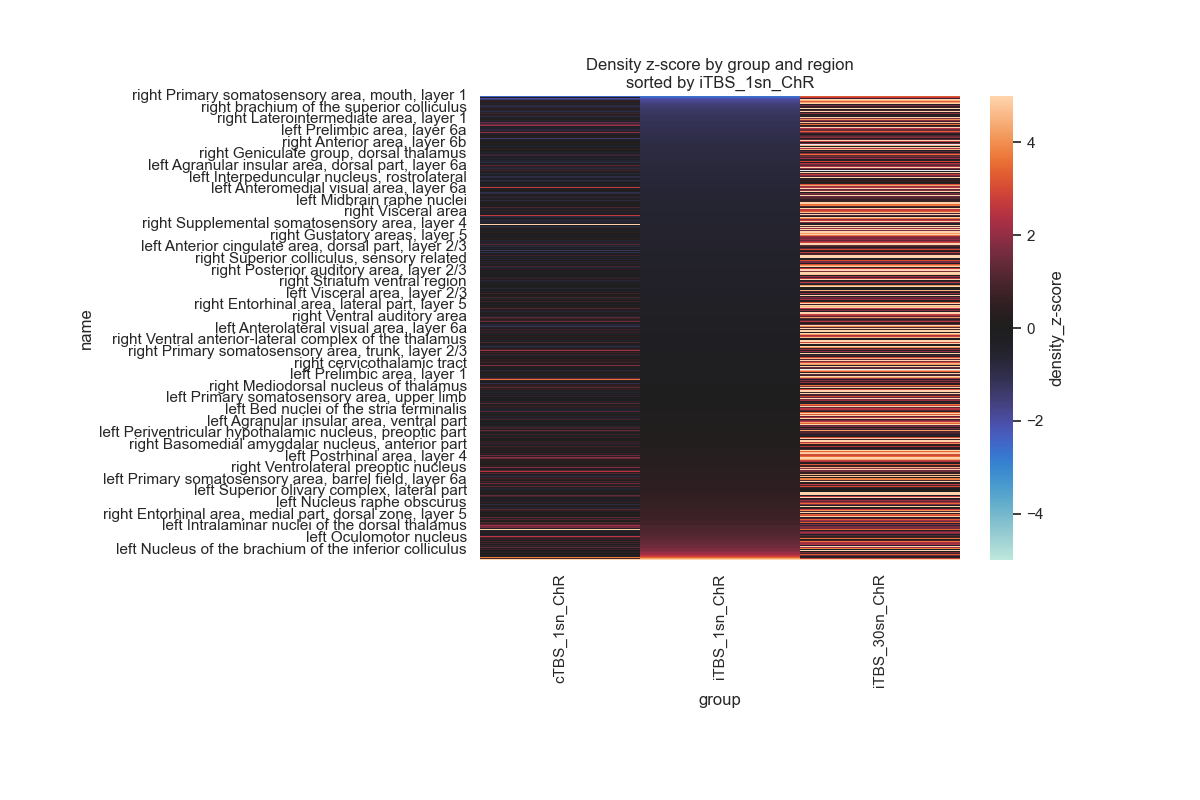 Density z-score by group and region
sorted by iTBS_1sn_ChR
right Primary somatosensory area, mouth, layer 1
right brachium of the superior colliculus
right Laterointermediate area, layer 1
left Prelimbic area, layer 6a
right Anterior area, layer 6b
right Geniculate group, dorsal thalamus
left Agranular insular area, dorsal part, layer 6a
left Interpeduncular nucleus, rostrolateral
left Anteromedial visual area, layer 6a
left Midbrain raphe nuclei
right Visceral area
right Supplemental somatosensory area, layer 4
right Gustatory areas, layer 5
left Anterior cingulate area, dorsal part, layer 2/3
right Superior colliculus, sensory related
right Posterior auditory area, layer 2/3
right Striatum ventral region
left Visceral area, layer 2/3
right Entorhinal area, lateral part, layer 5
right Ventral auditory area
left Anterolateral visual area, layer 6a
right Ventral anterior-lateral complex of the thalamus
right Primary somatosensory area, trunk, layer 2/3
right cervicothalamic tract
left Prelimbic area, layer 1
right Mediodorsal nucleus of thalamus
left Primary somatosensory area, upper limb
left Bed nuclei of the stria terminalis
left Agranular insular area, ventral part
left Periventricular hypothalamic nucleus, preoptic part
right Basomedial amygdalar nucleus, anterior part
left Postrhinal area, layer 4
right Ventrolateral preoptic nucleus
left Primary somatosensory area, barrel field, layer 6a
left Superior olivary complex, lateral part
left Nucleus raphe obscurus
right Entorhinal area, medial part, dorsal zone, layer 5
left Intralaminar nuclei of the dorsal thalamus
left Oculomotor nucleus
left Nucleus of the brachium of the inferior colliculus
name
cTBS_1sn_ChR
iTBS_1sn_ChR
iTBS_30sn_ChR
group
4
2
0
−2
−4
density_z-score